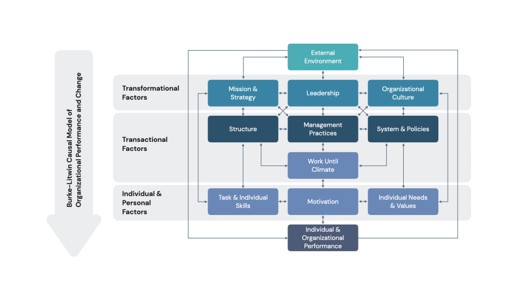 Burke-Litwin Causal Model of
Organizational Performance and Change
External
Environment
Transformational
Factors
Mission &
Strategy
Leadership
Organizational
Culture
Transactional
Factors
Structure
Management
Practices
System & Policies
Work Until
Climate
Individual &
Personal
Factors
Task & Individual
Skills
Motivation
Individual Needs
& Values
Individual &
Organizational
Performance